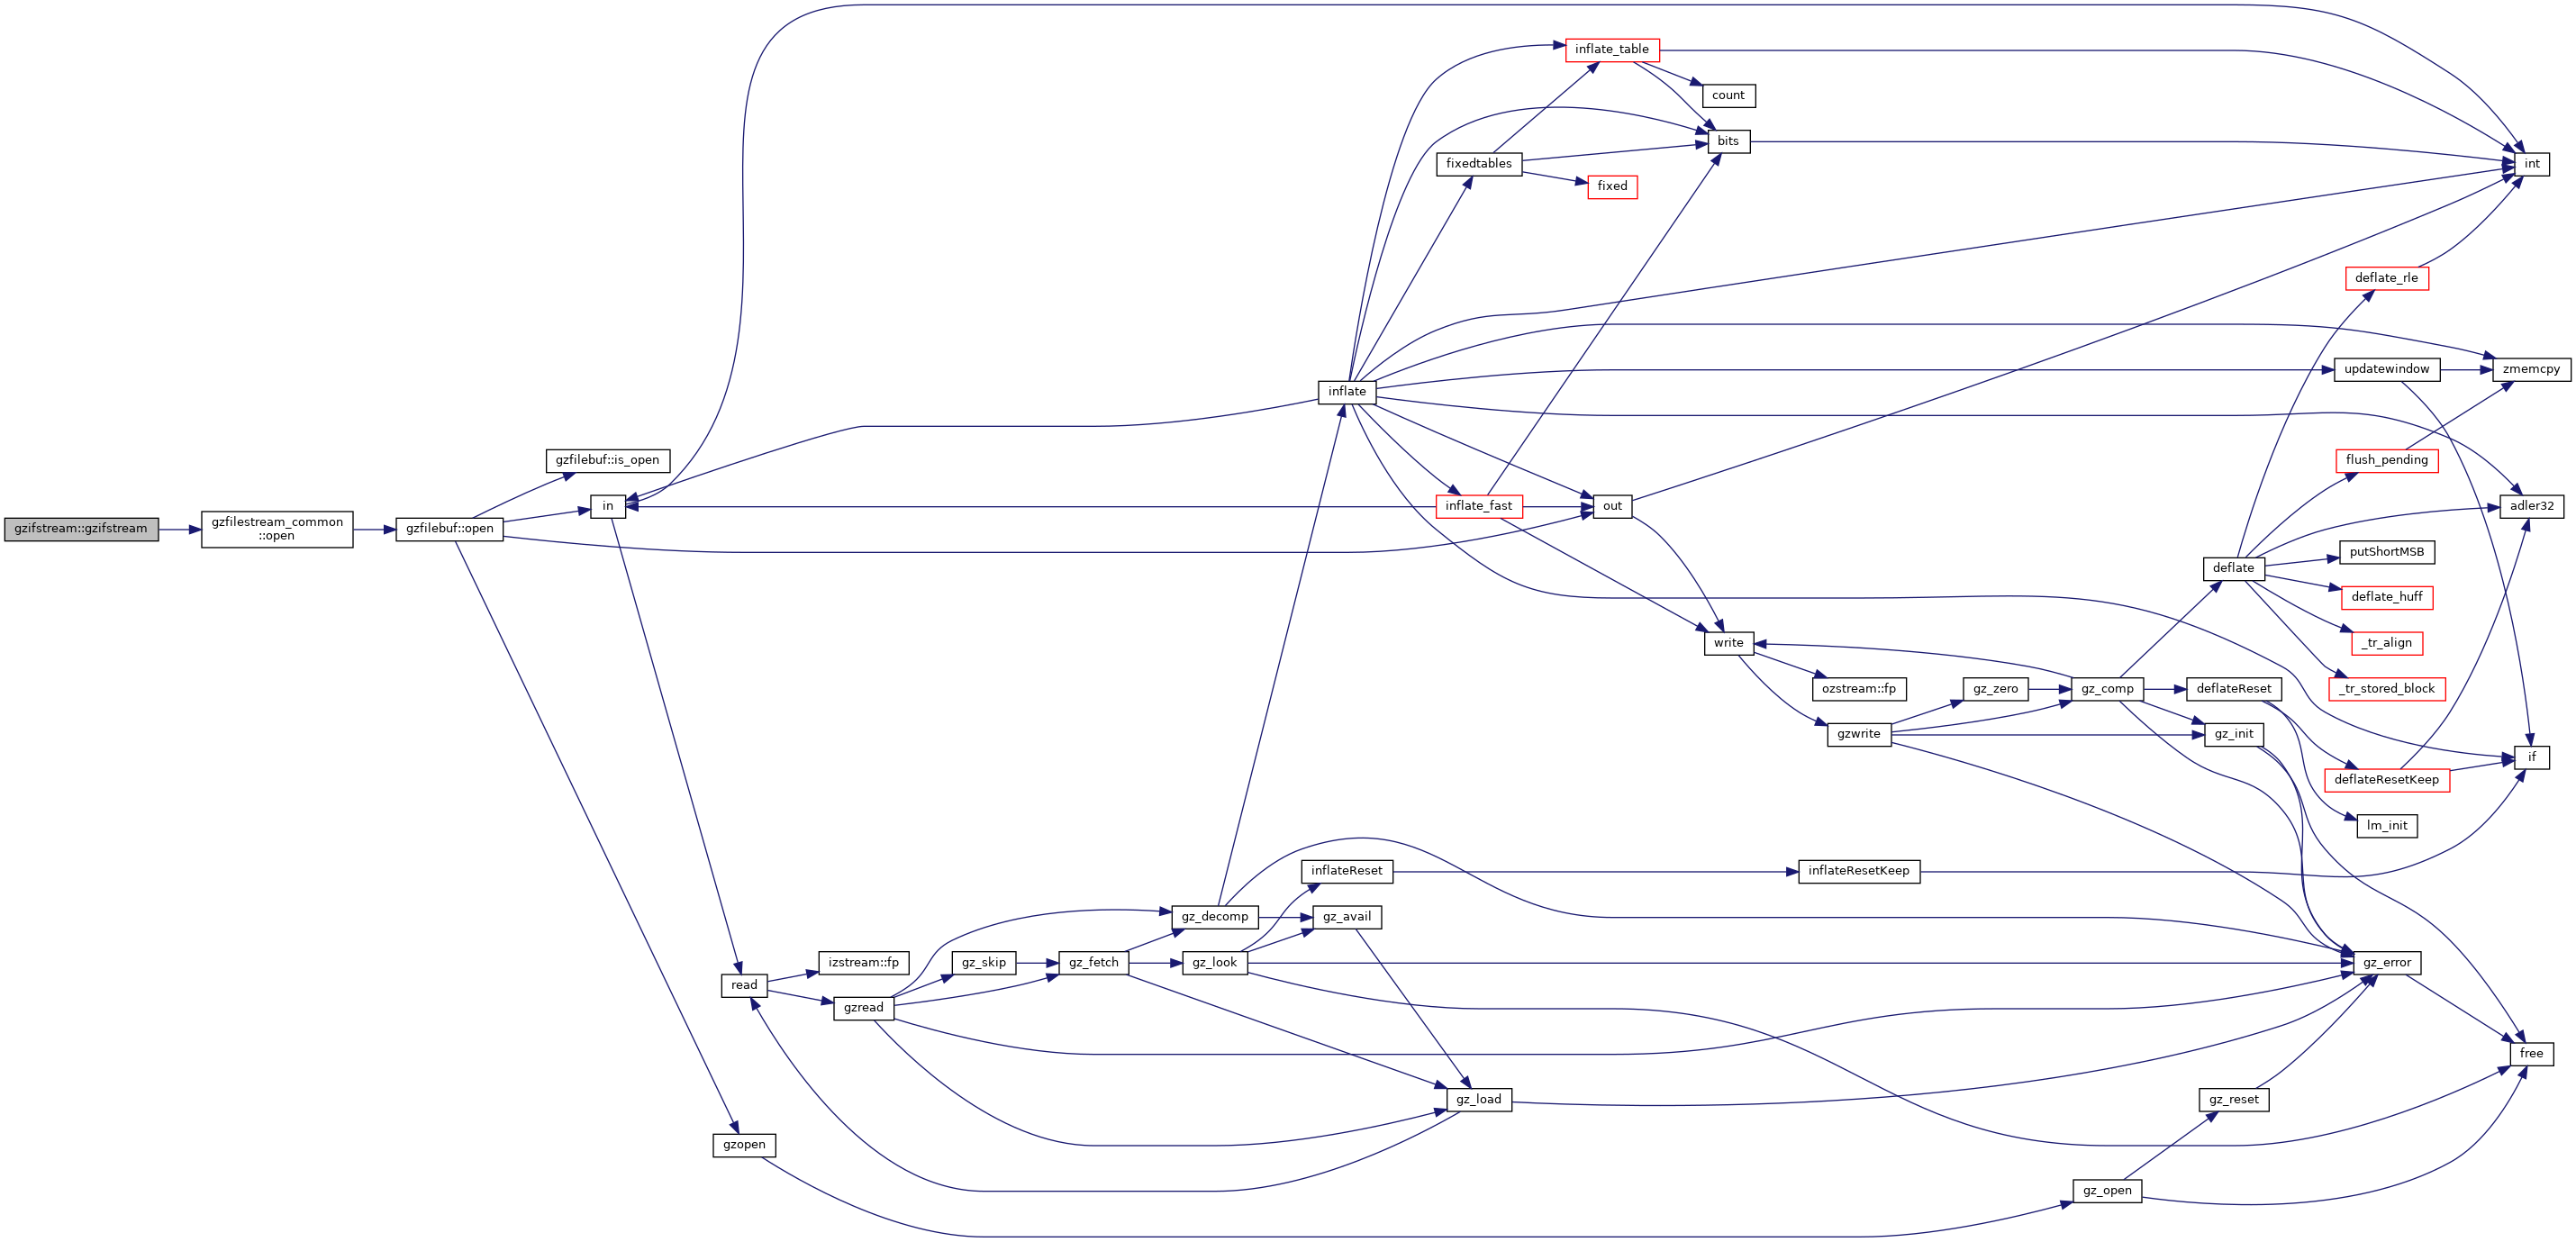 gzifstream::gzifstream
gzfilestream_common
::open
gzfilebuf::open
gzfilebuf::is_open
in
read
gzopen
izstream::fp
gzread
gz_skip
gz_fetch
gz_decomp
gz_look
inflate
inflateReset
gz_avail
fixedtables
inflate_fast
gz_load
inflate_table
fixed
out
count
bits
write
inflateResetKeep
ozstream::fp
gzwrite
gz_zero
gz_comp
gz_open
deflate
deflateReset
gz_init
gz_reset
deflate_rle
updatewindow
flush_pending
putShortMSB
deflate_huff
_tr_align
_tr_stored_block
deflateResetKeep
lm_init
gz_error
int
zmemcpy
adler32
if
free